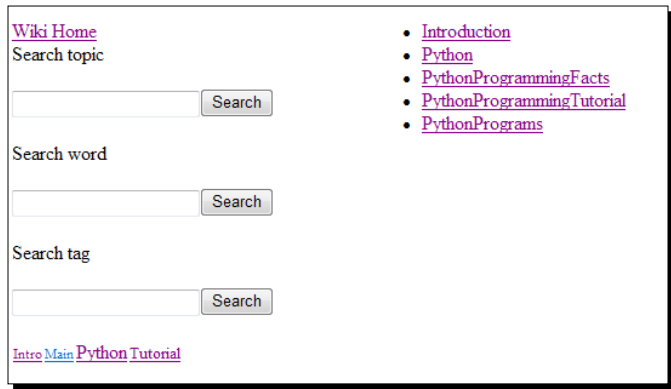 Wiki Home
Search topic
Search
Search word
Search
Search tag
Search
Intro Main Python Tutorial
Introduction
Python
PythonProgrammingFacts
PythonProgrammingTutorial
PythonPrograms